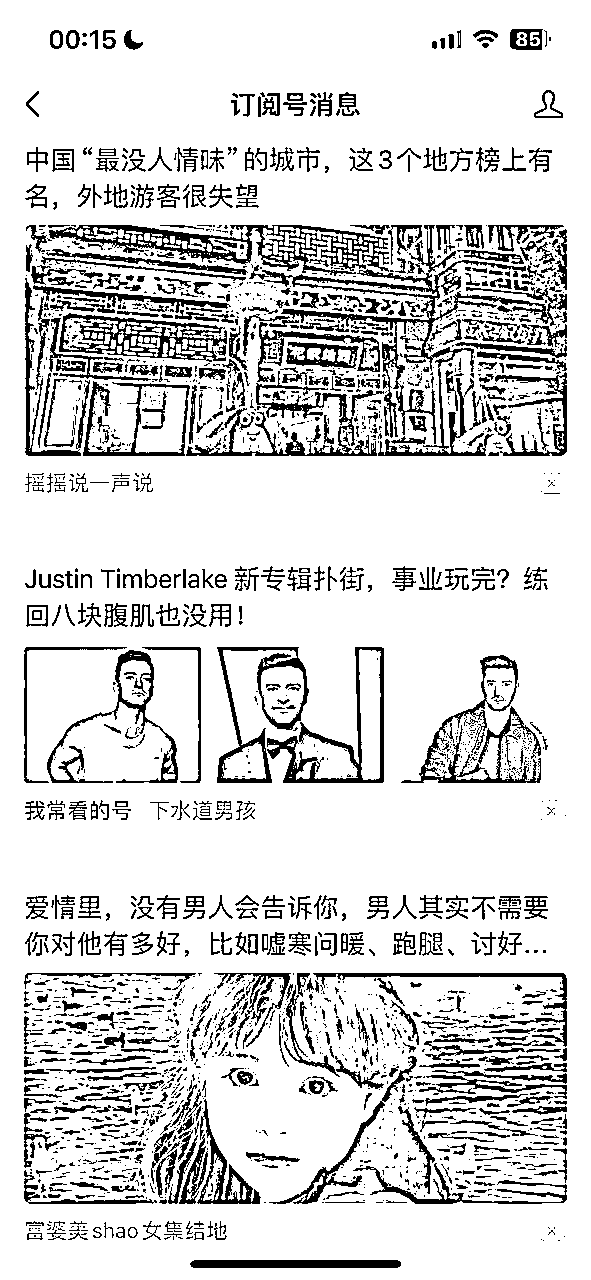 00:15
85
订阅号消息
中国“最没人情味”的城市，这3个地方榜上有
名，外地游客很失望
摇摇说一声说
Justin Timberlake 新专辑扑街，事业玩完？练
回八块腹肌也没用！
我常看的号 下水道男孩
爱情里，没有男人会告诉你，男人其实不需要
你对他有多好，比如嘘寒问暖、跑腿、讨好...
富婆美shao女集结地